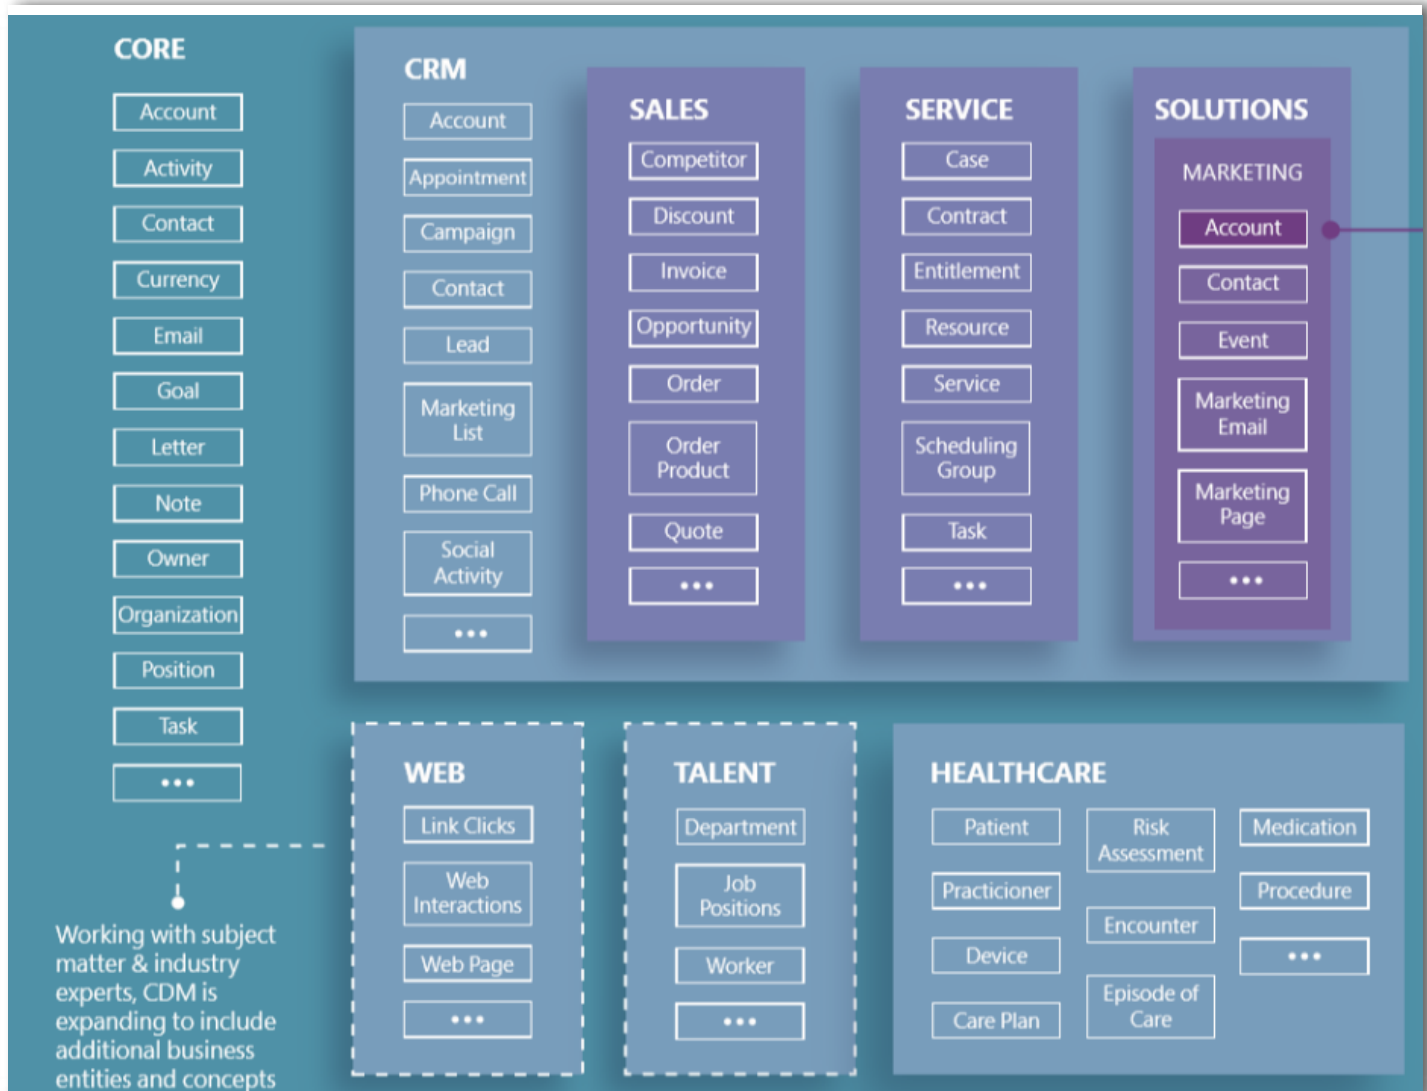 CORE
Account
Activity
Contact
Currency
Email
Goal
Letter
Note
Owner
Organization
Position
Task
•••
CRM
Account
Appointment
Campaign
Contact
Lead
Marketing
List
Phone Call
Social
Activity
•••
SALES
Competitor
Discount
Invoice
Opportunity
Order
Order
Product
Quote
•••
SERVICE
Case
Contract
Entitlement
Resource
Service
Scheduling
Group
Task
•••
SOLUTIONS
MARKETING
Account
Contact
Event
Marketing
Email
Marketing
Page
•••
WEB
Link Clicks
Web
Interactions
Web Page
•••
TALENT
Department
Job
Positions
Worker
•••
HEALTHCARE
Patient
Practicioner
Device
Care Plan
Risk
Assessment
Encounter
Episode of
Care
Medication
Procedure
•••
Working with subject
matter & industry
experts, CDM is
expanding to include
additional business
entities and concepts